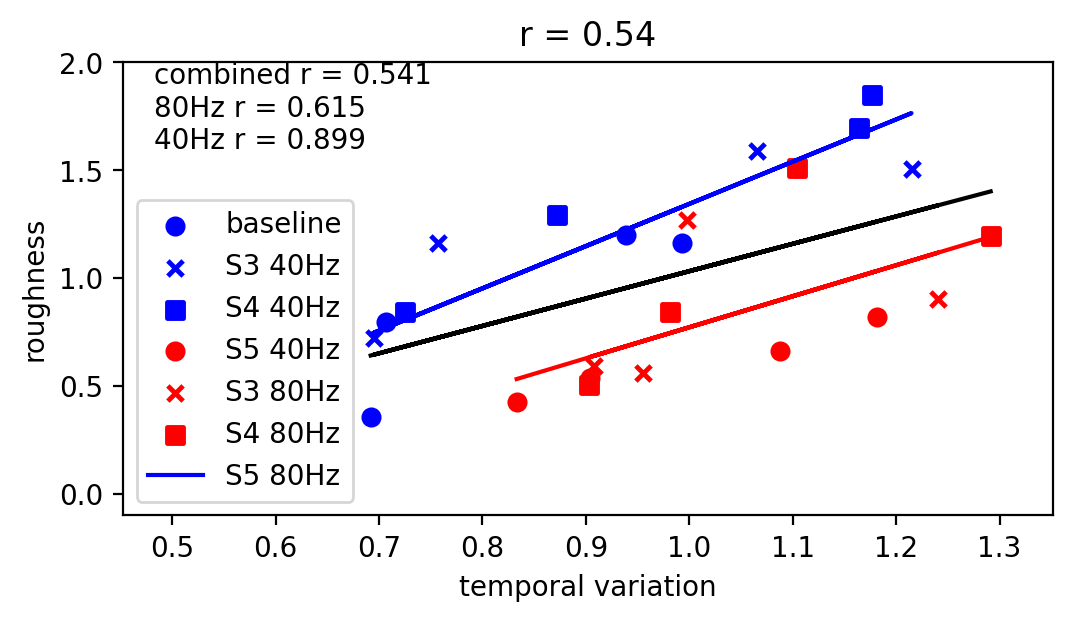 r = 0.54
combined r = 0.541
80Hz r = 0.615
40Hz r = 0.899
baseline
S3 40Hz
S4 40Hz
S5 40Hz
S3 80Hz
S4 80Hz
S5 80Hz
roughness
2.0
1.5
1.0
0.5
0.0
0.5 0.6 0.7 0.8 0.9 1.0 1.1 1.2 1.3
temporal variation